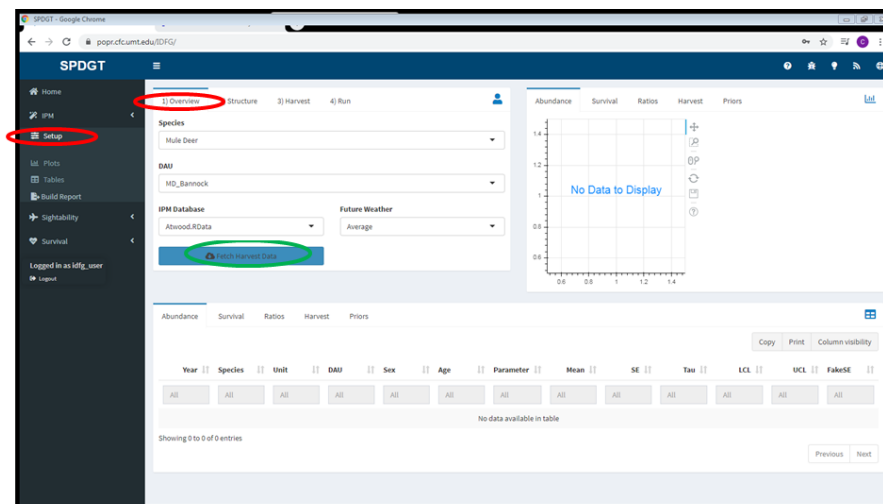 SPDGT - Google Chrome
popr.cfc.umt.edu/IDFG/
C
SPDGT
Home
IPM
Setup
Plots
Tables
Build Report
Sightability
Survival
Logged in as idfg_user
Logout
1) Overview
Structure
3) Harvest
4) Run
Species
Mule Deer
DAU
MD_Bannock
IPM Database
Future Weather
Atwood.RData
Average
Fetch Harvest Data
Abundance
Survival
Ratios
Harvest
Priors
1.4
1.2
1
0.8
0.6
No Data to Display
0.6 0.8 1 1.2 1.4
Abundance
Survival
Ratios
Harvest
Priors
Copy
Print
Column visibility
Year Species Unit DAU Sex Age Parameter Mean SE Tau LCL UCL FakeSE
All All All All All All All All All All All All All
No data available in table
Showing 0 to 0 of 0 entries
Previous Next